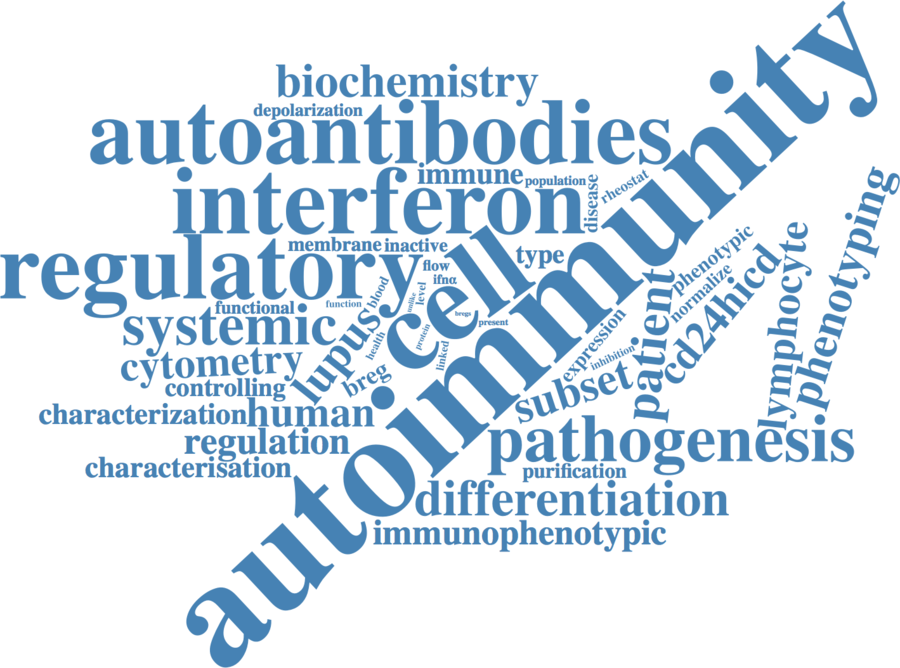 autoimmunity
biochemistry
depolarization
autoantibodies
immune
population
disease
rheostat
interferon
regulatory
membrane
inactive
type
cell
flow
ifnα
level
unlike
blood
function
functional
systemic
lupus
health
protein
linked
bregs
present
phenotypic
normalize
cd24hicd
patient
lymphocyte
phenotyping
cytometry
controlling
breg
expression
inhibition
subset
characterization
human
regulation
pathogenesis
characterisation
purification
differentiation
immunophenotypic